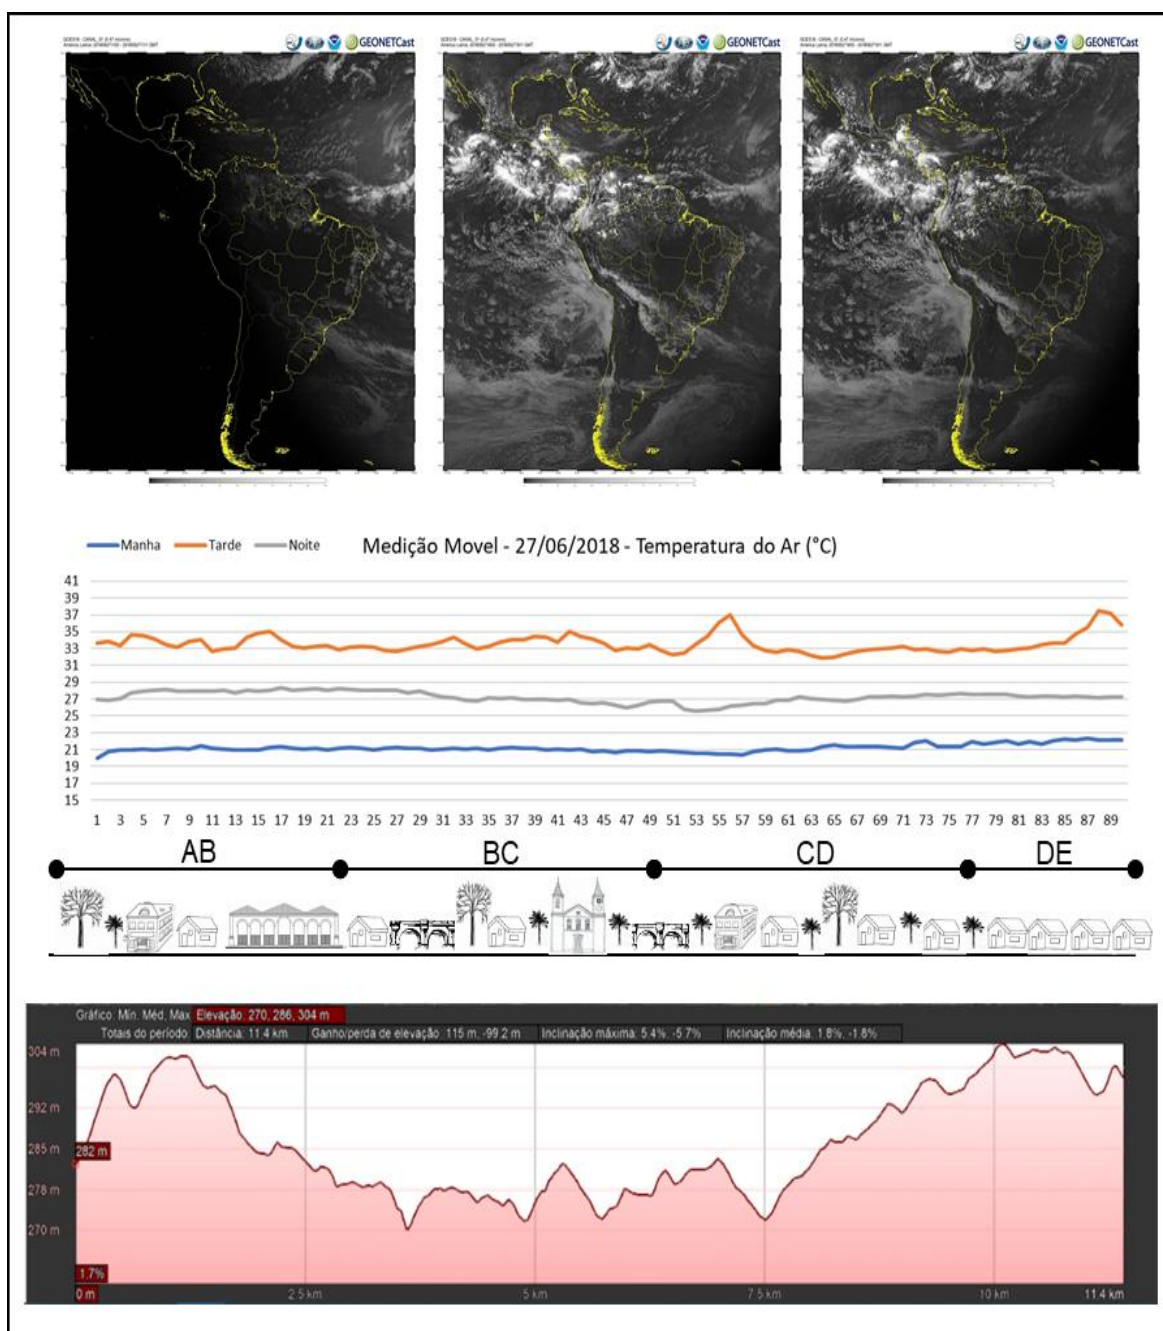 GEONETCast
GEONETCast
GEONETCast
Manha Tarde Noite
Medição Movel - 27/06/2018 - Temperatura do Ar (°C)
41
39
37
35
33
31
29
27
25
23
21
19
17
15
1 3 5 7 9 11 13 15 17 19 21 23 25 27 29 31 33 35 37 39 41 43 45 47 49 51 53 55 57 59 61 63 65 67 69 71 73 75 77 79 81 83 85 87 89
AB BC CD DE
Gráfico: Mín. Méd, Max Elevação: 270, 286, 304 m
Totais do período: Distância: 11.4 km Ganho/perda de elevação: 115 m, -99.2 m Inclinação máxima: 5.4%, -5.7% Inclinação média: 1.8%, -1.8%
304 m
292 m
285 m
282 m
278 m
270 m
1.7%
0 m 2.5 km 5 km 7.5 km 10 km 11.4 km